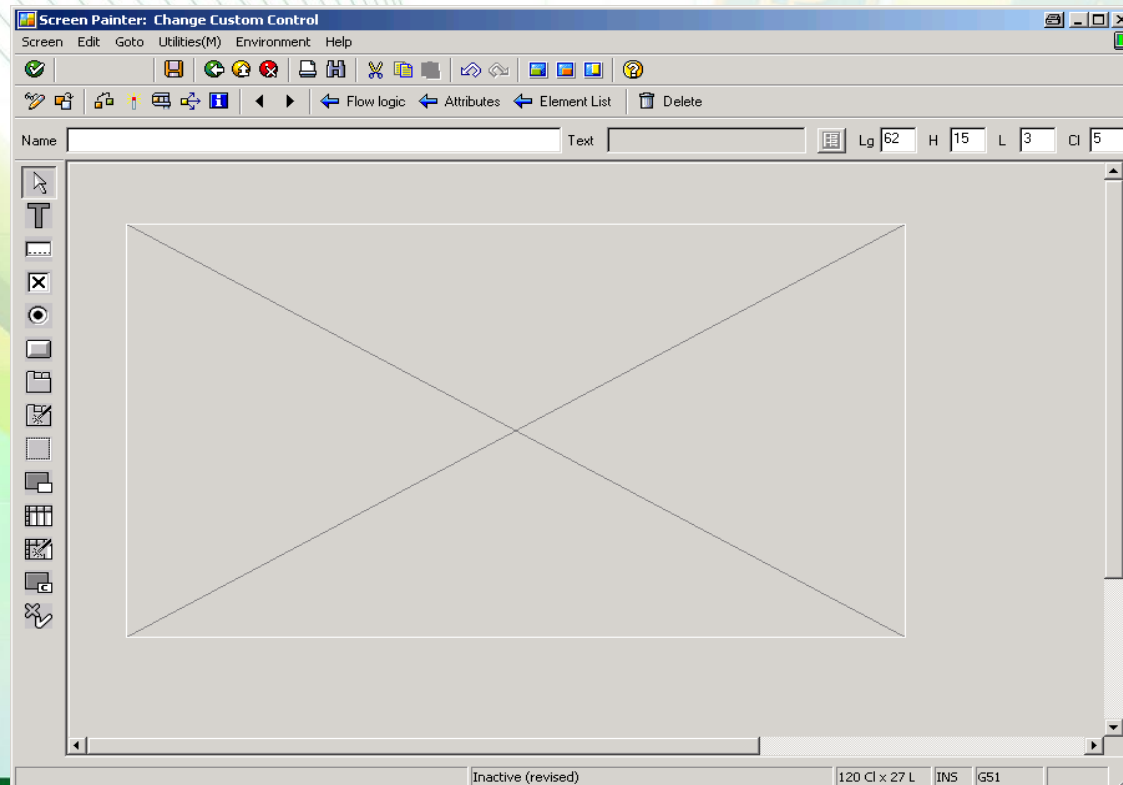 Screen Painter: Change Custom Control
Screen Edit Goto Utilities(M) Environment Help
Flow logic Attributes Element List Delete
Name Text Lg 62 H 15 L 3 Cl 5
Inactive (revised) 120 Cl x 27 L INS G51